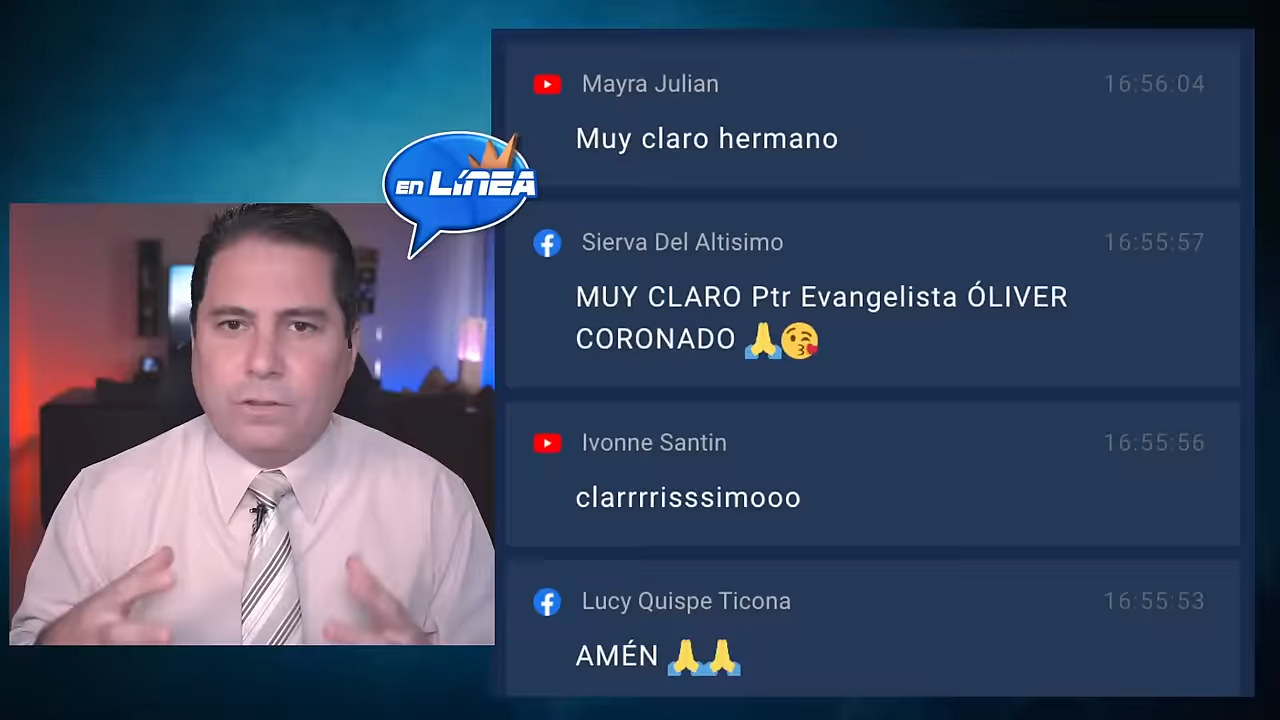 en LÍNEA
Mayra Julian 16:56:04
Muy claro hermano
Sierva Del Altisimo 16:55:57
MUY CLARO Ptr Evangelista ÓLIVER
CORONADO 🙏😘
Ivonne Santin 16:55:56
clarrrrisssimooo
Lucy Quispe Ticona 16:55:53
AMÉN 🙏🙏